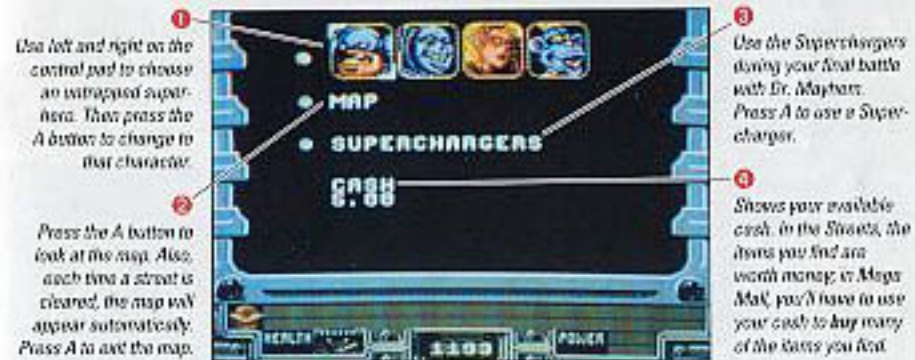 1
Use left and right on the
control pad to choose
an untrapped super-
hero. Then press the
A button to change to
that character.
2
Press the A button to
look at the map. Also,
each time a street is
cleared, the map will
appear automatically.
Press A to exit the map.
MAP
SUPERCHARGERS
CASH
HEALTH
1100
POWER
3
Use the Superchargers
during your final battle
with Dr. Mayhem.
Press A to use a Super-
charger.
4
Shows your available
cash. In the Streets, the
items you find are
worth money; in Mega
Mall, you'll have to use
your cash to buy many
of the items you find.